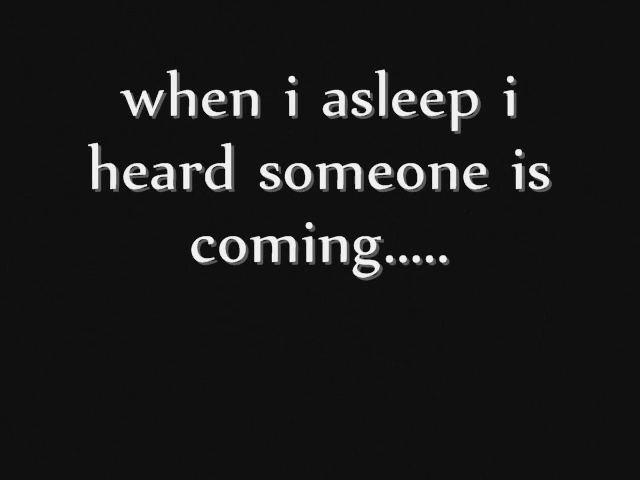 when i asleep i
heard someone is
coming.....